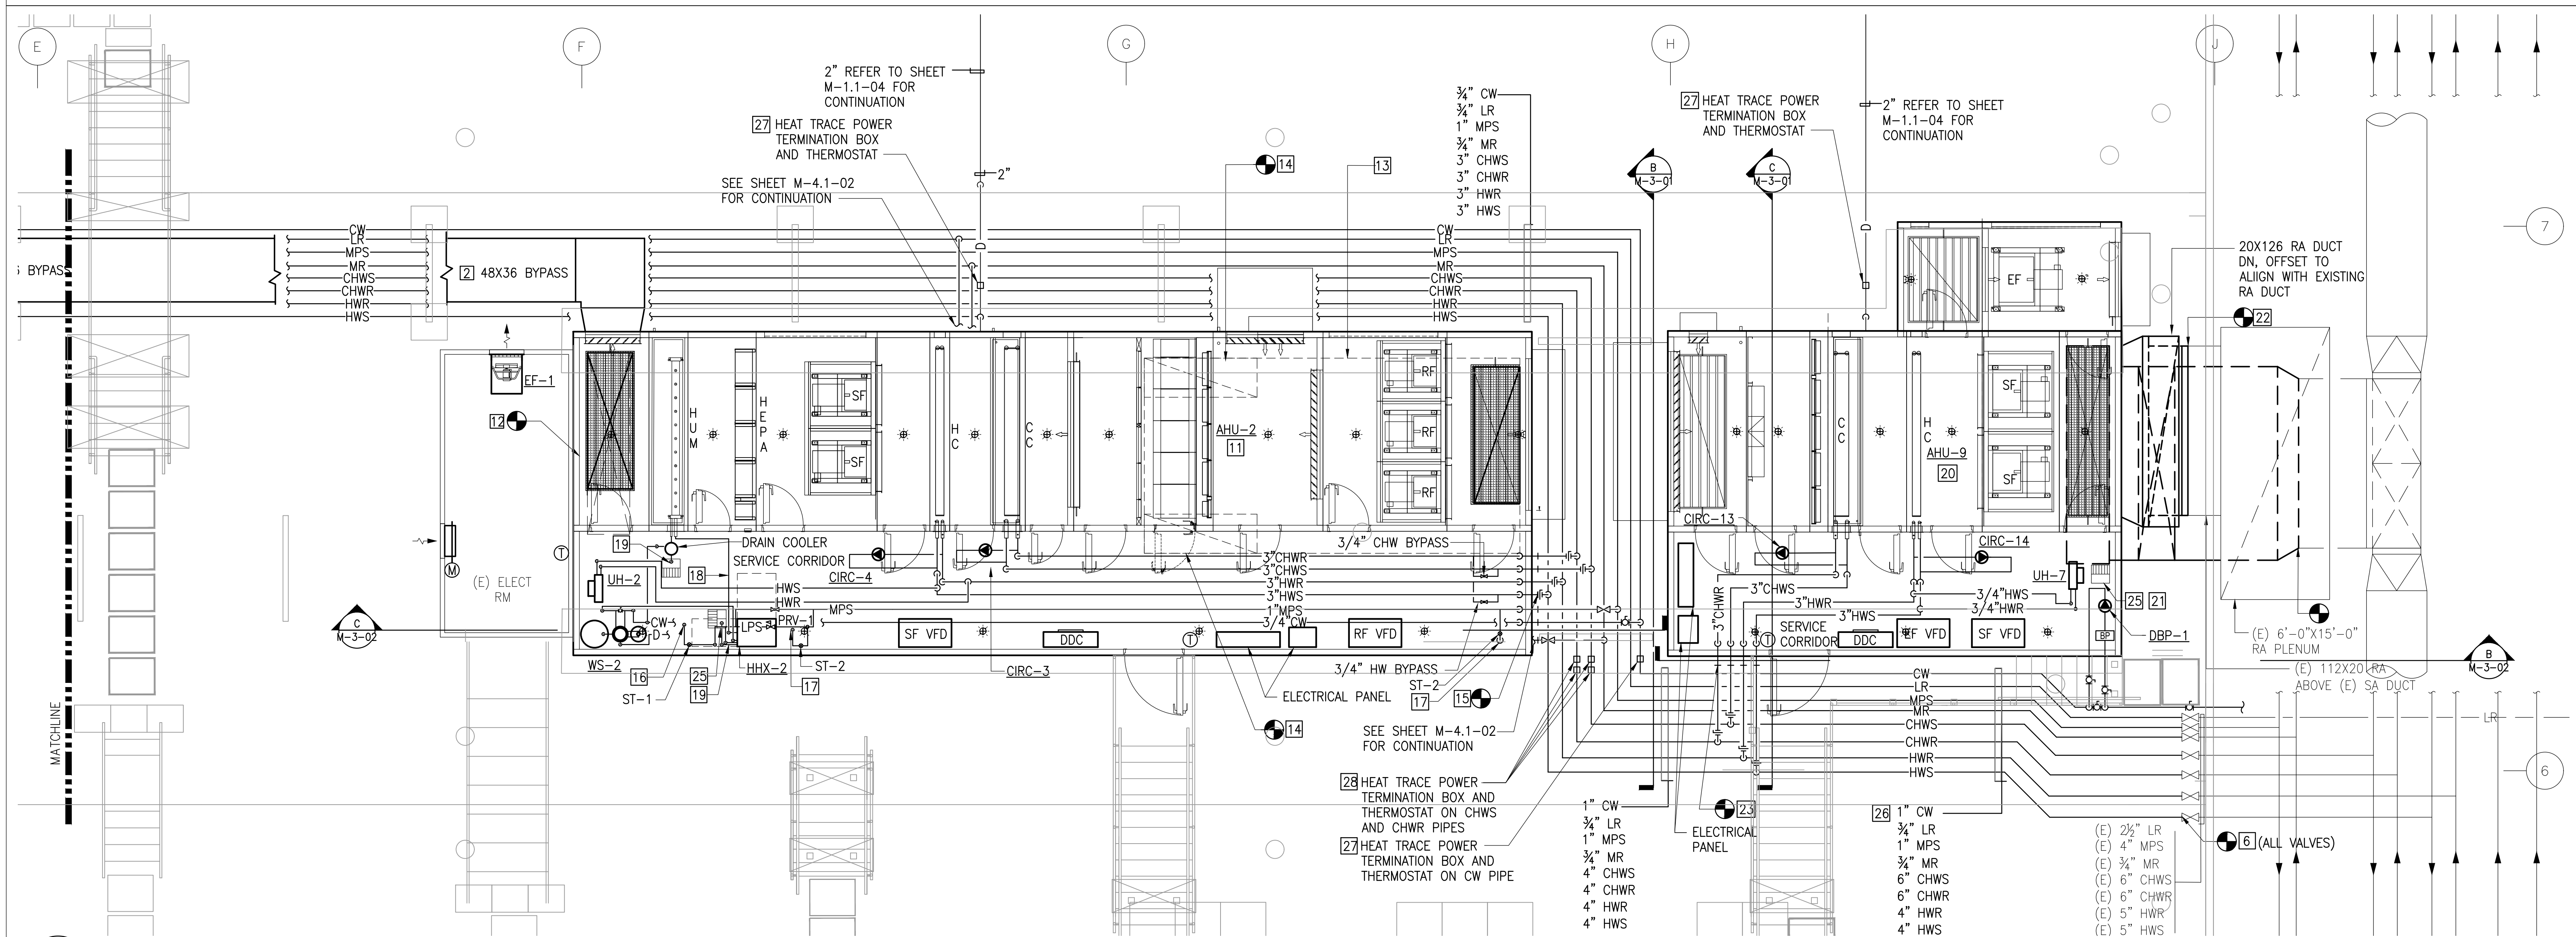 E
F
G
H
J
2" REFER TO SHEET
M-1.1-04 FOR
CONTINUATION
27 HEAT TRACE POWER
TERMINATION BOX
AND THERMOSTAT
SEE SHEET M-4.1-02
FOR CONTINUATION
2"
14
13
¾" CW
¾" LR
1" MPS
¾" MR
3" CHWS
3" CHWR
3" HWR
3" HWS
27 HEAT TRACE POWER
TERMINATION BOX
AND THERMOSTAT
2" REFER TO SHEET
M-1.1-04 FOR
CONTINUATION
B
M-3-01
C
M-3-01
7
20X126 RA DUCT
DN, OFFSET TO
ALIIGN WITH EXISTING
RA DUCT
22
CW
LR
MPS
MR
CHWS
CHWR
HWR
HWS
6 BYPASS
2 48X36 BYPASS
CW
LR
MPS
MR
CHWS
CHWR
HWR
HWS
EF
EF-1
12
HUM
HEPA
SF
SF
HC
CC
AHU-2
11
RF
RF
RF
CC
HC
AHU-9
20
SF
SF
M
T
(E) ELECT
RM
19
DRAIN COOLER
SERVICE CORRIDOR
18
UH-2
CIRC-4
HWS
HWR
MPS
3"CHWR
3"CHWS
3"HWR
3"HWS
1"MPS
3/4"CW
3/4" CHW BYPASS
CIRC-13
CIRC-14
UH-7
3"CHWR
3"CHWS
3"HWR
3"HWS
3/4"HWS
3/4"HWR
25 21
C
M-3-02
CW
D
LPS
PRV-1
SF VFD
DDC
T
RF VFD
T
SERVICE
CORRIDOR
DDC
EF VFD
SF VFD
BP
DBP-1
(E) 6'-0"X15'-0"
RA PLENUM
B
M-3-02
(E) 112X20 RA
ABOVE (E) SA DUCT
WS-2
16
ST-1
25
19
HHX-2
17
ST-2
CIRC-3
ELECTRICAL PANEL
3/4" HW BYPASS
ST-2
17
15
14
SEE SHEET M-4.1-02
FOR CONTINUATION
CW
LR
MPS
MR
CHWS
CHWR
HWR
HWS
LR
MATCHLINE
6
28 HEAT TRACE POWER
TERMINATION BOX AND
THERMOSTAT ON CHWS
AND CHWR PIPES
27 HEAT TRACE POWER
TERMINATION BOX AND
THERMOSTAT ON CW PIPE
1" CW
¾" LR
1" MPS
¾" MR
4" CHWS
4" CHWR
4" HWR
4" HWS
23
ELECTRICAL
PANEL
26 1" CW
¾" LR
1" MPS
¾" MR
6" CHWS
6" CHWR
4" HWR
4" HWS
(E) 2½" LR
(E) 4" MPS
(E) ¾" MR
(E) 6" CHWS
(E) 6" CHWR
(E) 5" HWR
(E) 5" HWS
6 (ALL VALVES)